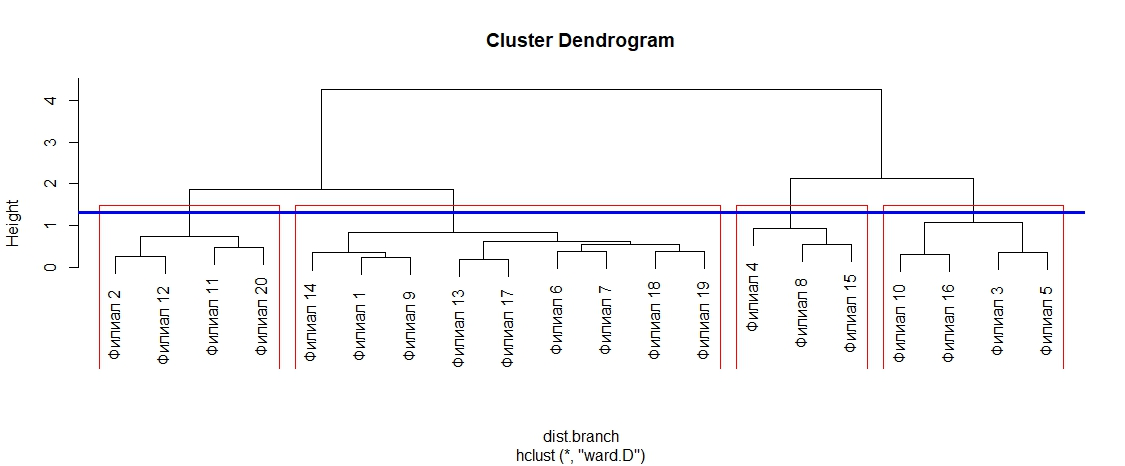 Cluster Dendrogram
Height
0
1
2
3
4
Филиал 2
Филиал 12
Филиал 11
Филиал 20
Филиал 14
Филиал 1
Филиал 9
Филиал 13
Филиал 17
Филиал 6
Филиал 7
Филиал 18
Филиал 19
Филиал 4
Филиал 8
Филиал 15
Филиал 10
Филиал 16
Филиал 3
Филиал 5
dist.branch
hclust (*, "ward.D")